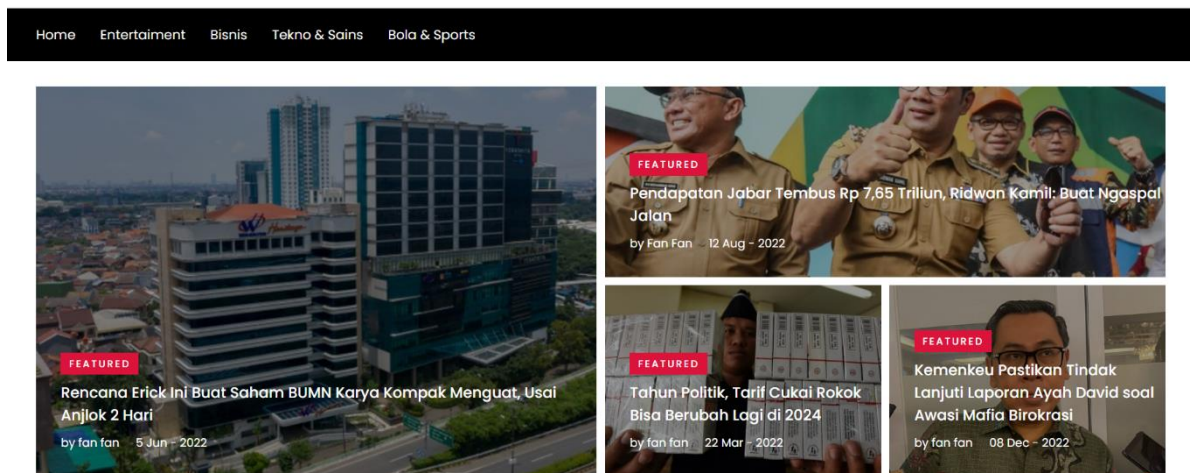 Home Entertaiment Bisnis Tekno & Sains Bola & Sports
FEATURED
Rencana Erick Ini Buat Saham BUMN Karya Kompak Menguat, Usai
Anjlok 2 Hari
by fan fan 5 Jun - 2022
FEATURED
Pendapatan Jabar Tembus Rp 7,65 Triliun, Ridwan Kamil: Buat Ngaspal
Jalan
by Fan Fan 12 Aug - 2022
FEATURED
Tahun Politik, Tarif Cukai Rokok
Bisa Berubah Lagi di 2024
by fan fan 22 Mar - 2022
FEATURED
Kemenkeu Pastikan Tindak
Lanjuti Laporan Ayah David soal
Awasi Mafia Birokrasi
by fan fan 08 Dec - 2022